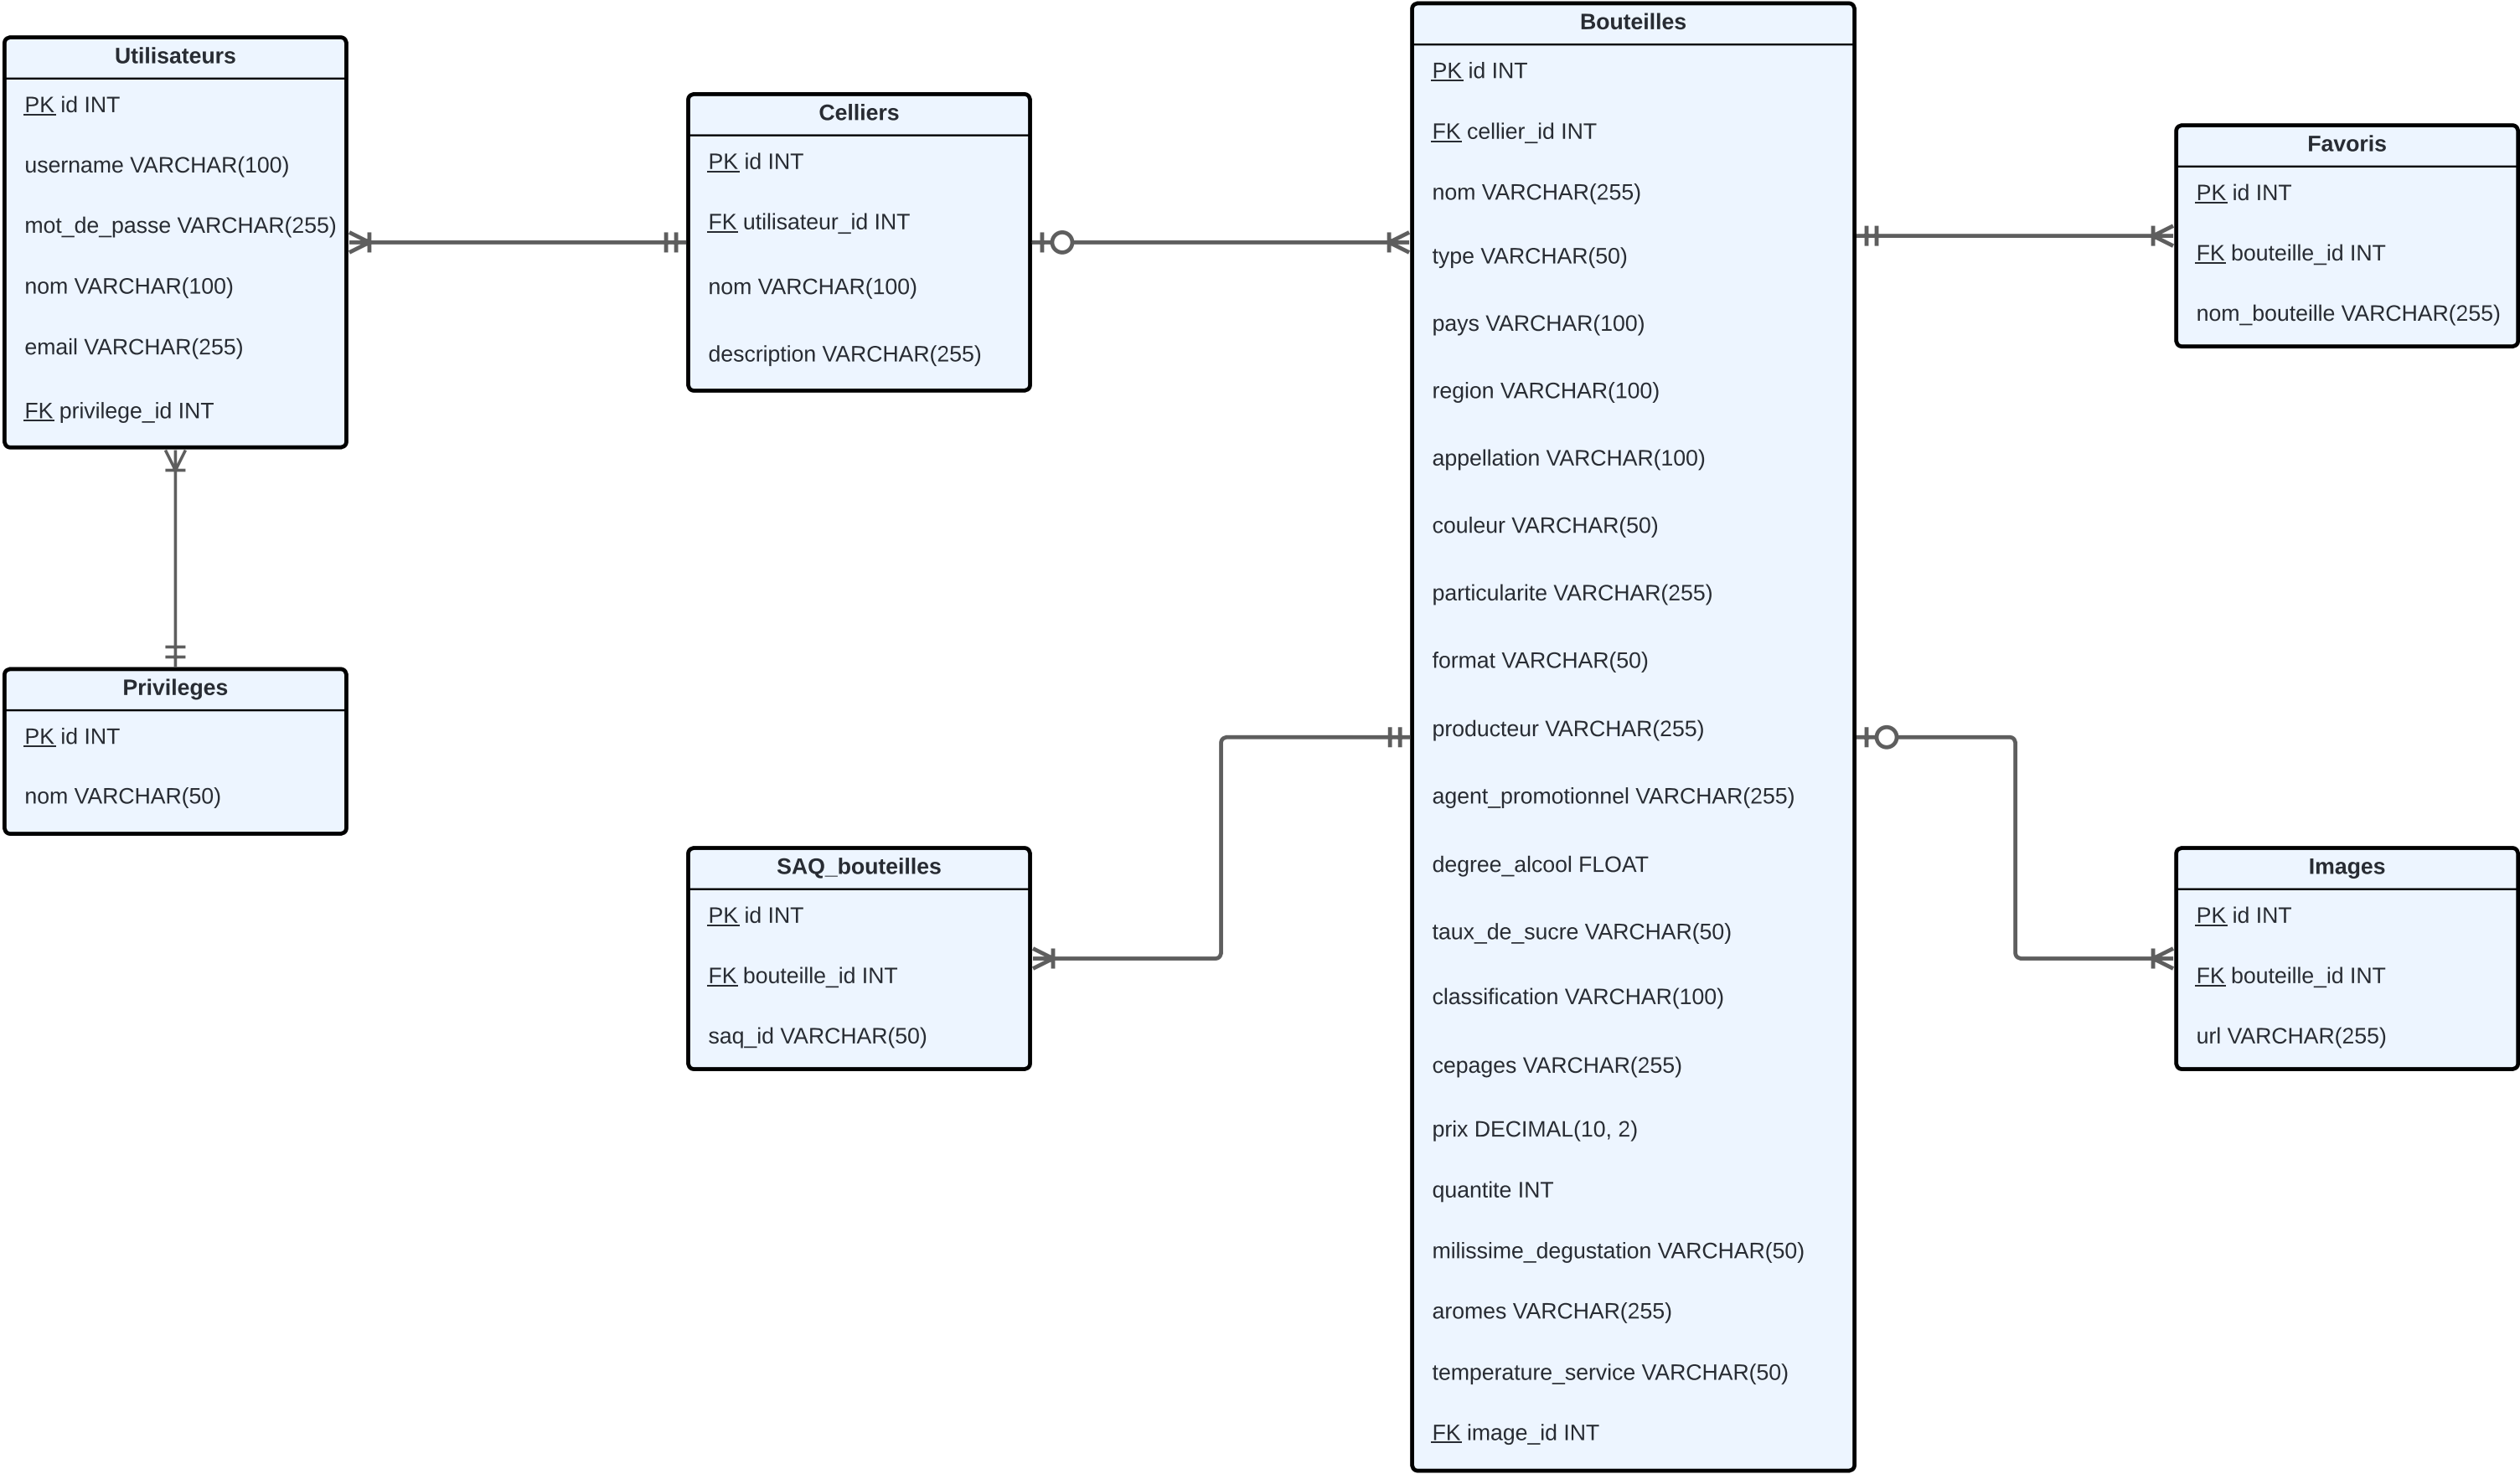 Utilisateurs
PK id INT
username VARCHAR(100)
mot_de_passe VARCHAR(255)
nom VARCHAR(100)
email VARCHAR(255)
FK privilege_id INT
Privileges
PK id INT
nom VARCHAR(50)
Celliers
PK id INT
FK utilisateur_id INT
nom VARCHAR(100)
description VARCHAR(255)
SAQ_bouteilles
PK id INT
FK bouteille_id INT
saq_id VARCHAR(50)
Bouteilles
PK id INT
FK cellier_id INT
nom VARCHAR(255)
type VARCHAR(50)
pays VARCHAR(100)
region VARCHAR(100)
appellation VARCHAR(100)
couleur VARCHAR(50)
particularite VARCHAR(255)
format VARCHAR(50)
producteur VARCHAR(255)
agent_promotionnel VARCHAR(255)
degree_alcool FLOAT
taux_de_sucre VARCHAR(50)
classification VARCHAR(100)
cepages VARCHAR(255)
prix DECIMAL(10, 2)
quantite INT
milissime_degustation VARCHAR(50)
aromes VARCHAR(255)
temperature_service VARCHAR(50)
FK image_id INT
Favoris
PK id INT
FK bouteille_id INT
nom_bouteille VARCHAR(255)
Images
PK id INT
FK bouteille_id INT
url VARCHAR(255)